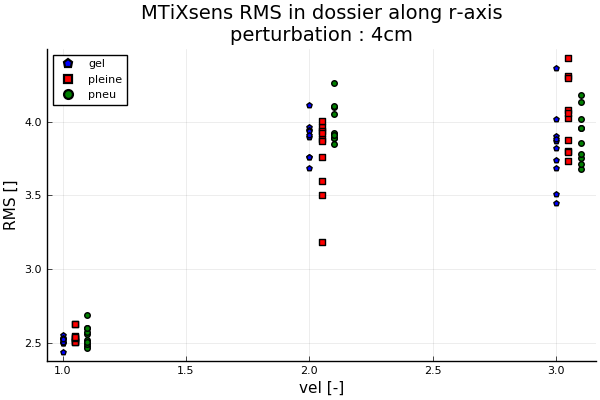 MTiXsens RMS in dossier along r-axis
perturbation : 4cm
gel
pleine
pneu
RMS []
4.0
3.5
3.0
2.5
1.0
1.5
2.0
2.5
3.0
vel [-]